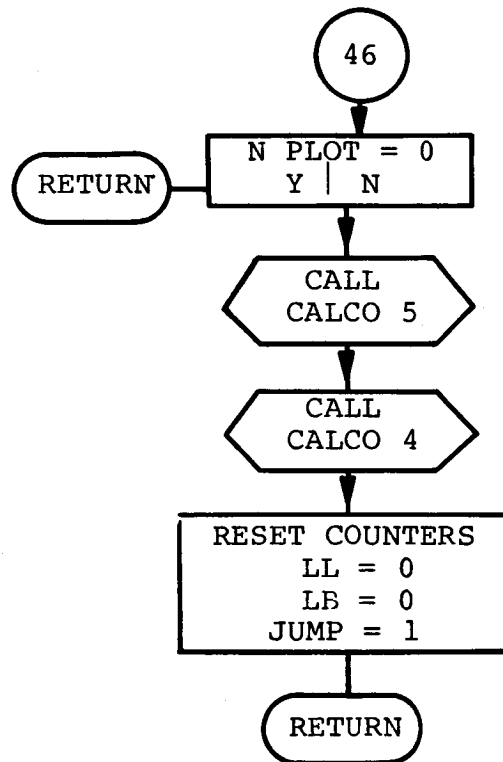 46
N PLOT = 0
Y | N
RETURN
CALL
CALCO 5
CALL
CALCO 4
RESET COUNTERS
LL = 0
LB = 0
JUMP = 1
RETURN